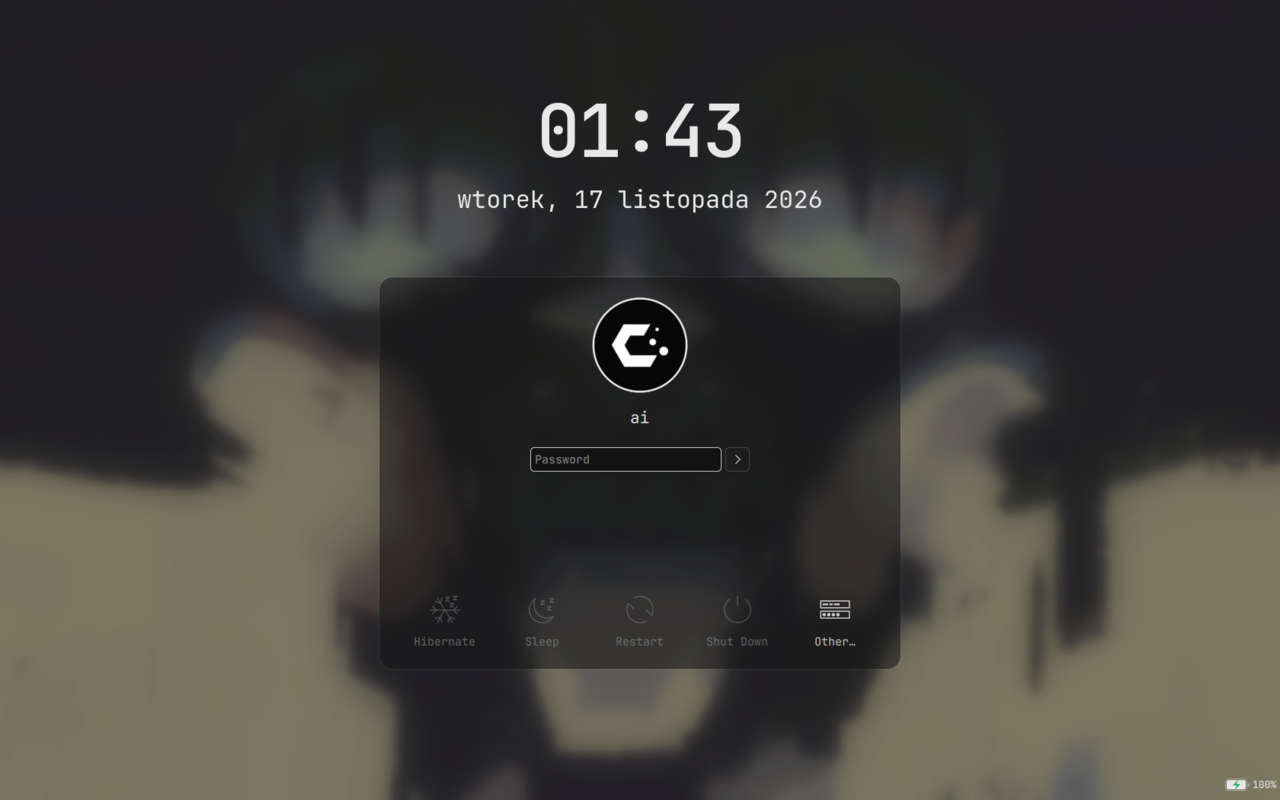 01:43
wtorek, 17 listopada 2026
ai
Password
Hibernate
Sleep
Restart
Shut Down
Other…
100%